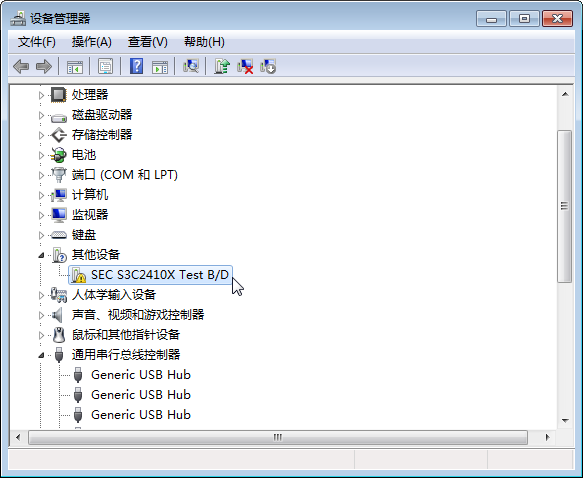 设备管理器
文件(F) 操作(A) 查看(V) 帮助(H)
处理器
磁盘驱动器
存储控制器
电池
端口 (COM 和 LPT)
计算机
监视器
键盘
其他设备
SEC S3C2410X Test B/D
人体学输入设备
声音、视频和游戏控制器
鼠标和其他指针设备
通用串行总线控制器
Generic USB Hub
Generic USB Hub
Generic USB Hub